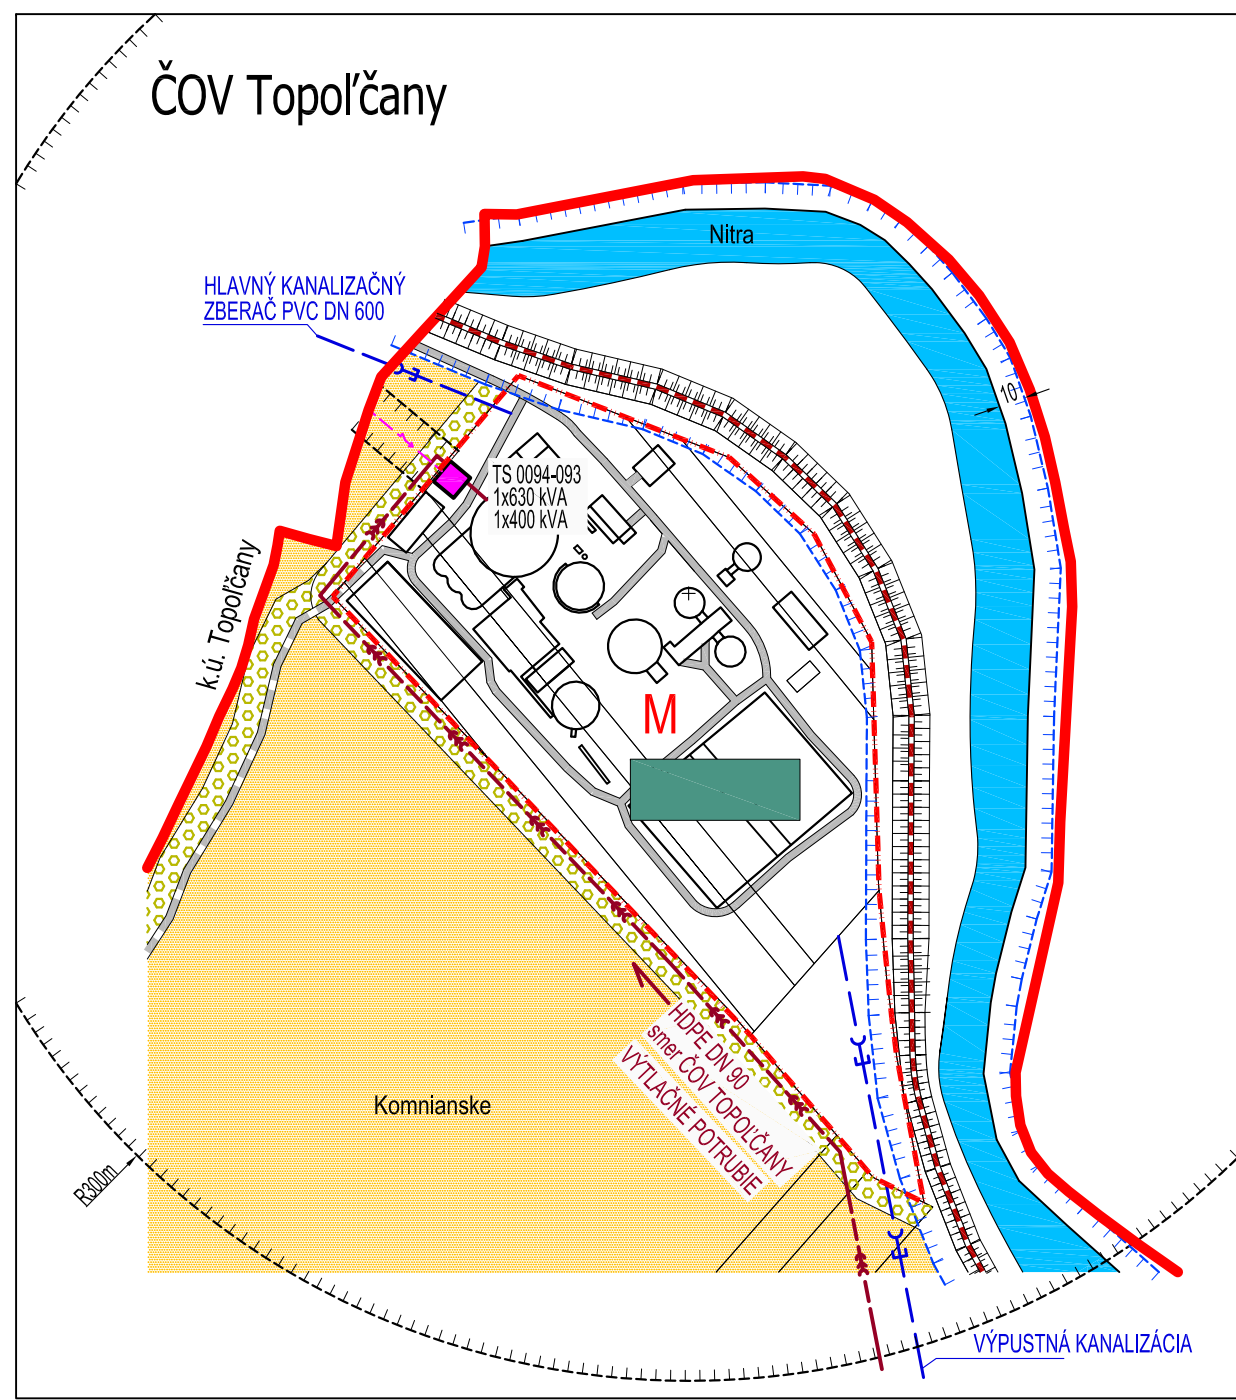 ČOV Topoľčany
Nitra
HLAVNÝ KANALIZAČNÝ
ZBERAČ PVC DN 600
10
TS 0094-093
1x630 kVA
1x400 kVA
k.ú. Topoľčany
M
HDPE DN 90
smer ČOV TOPOĽČANY
VÝTLAČNÉ POTRUBIE
Komnianske
R300m
VÝPUSTNÁ KANALIZÁCIA